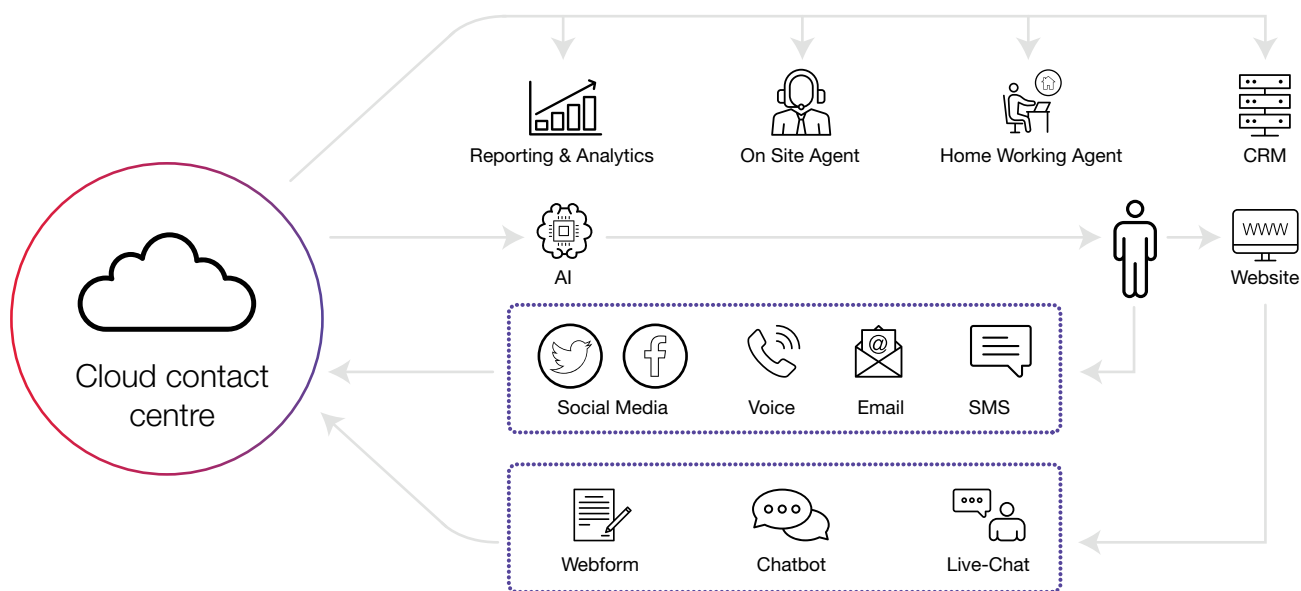 Reporting & Analytics
On Site Agent
Home Working Agent
CRM
AI
WWW
Website
Cloud contact
centre
@
Social Media
Voice
Email
SMS
Webform
Chatbot
Live-Chat